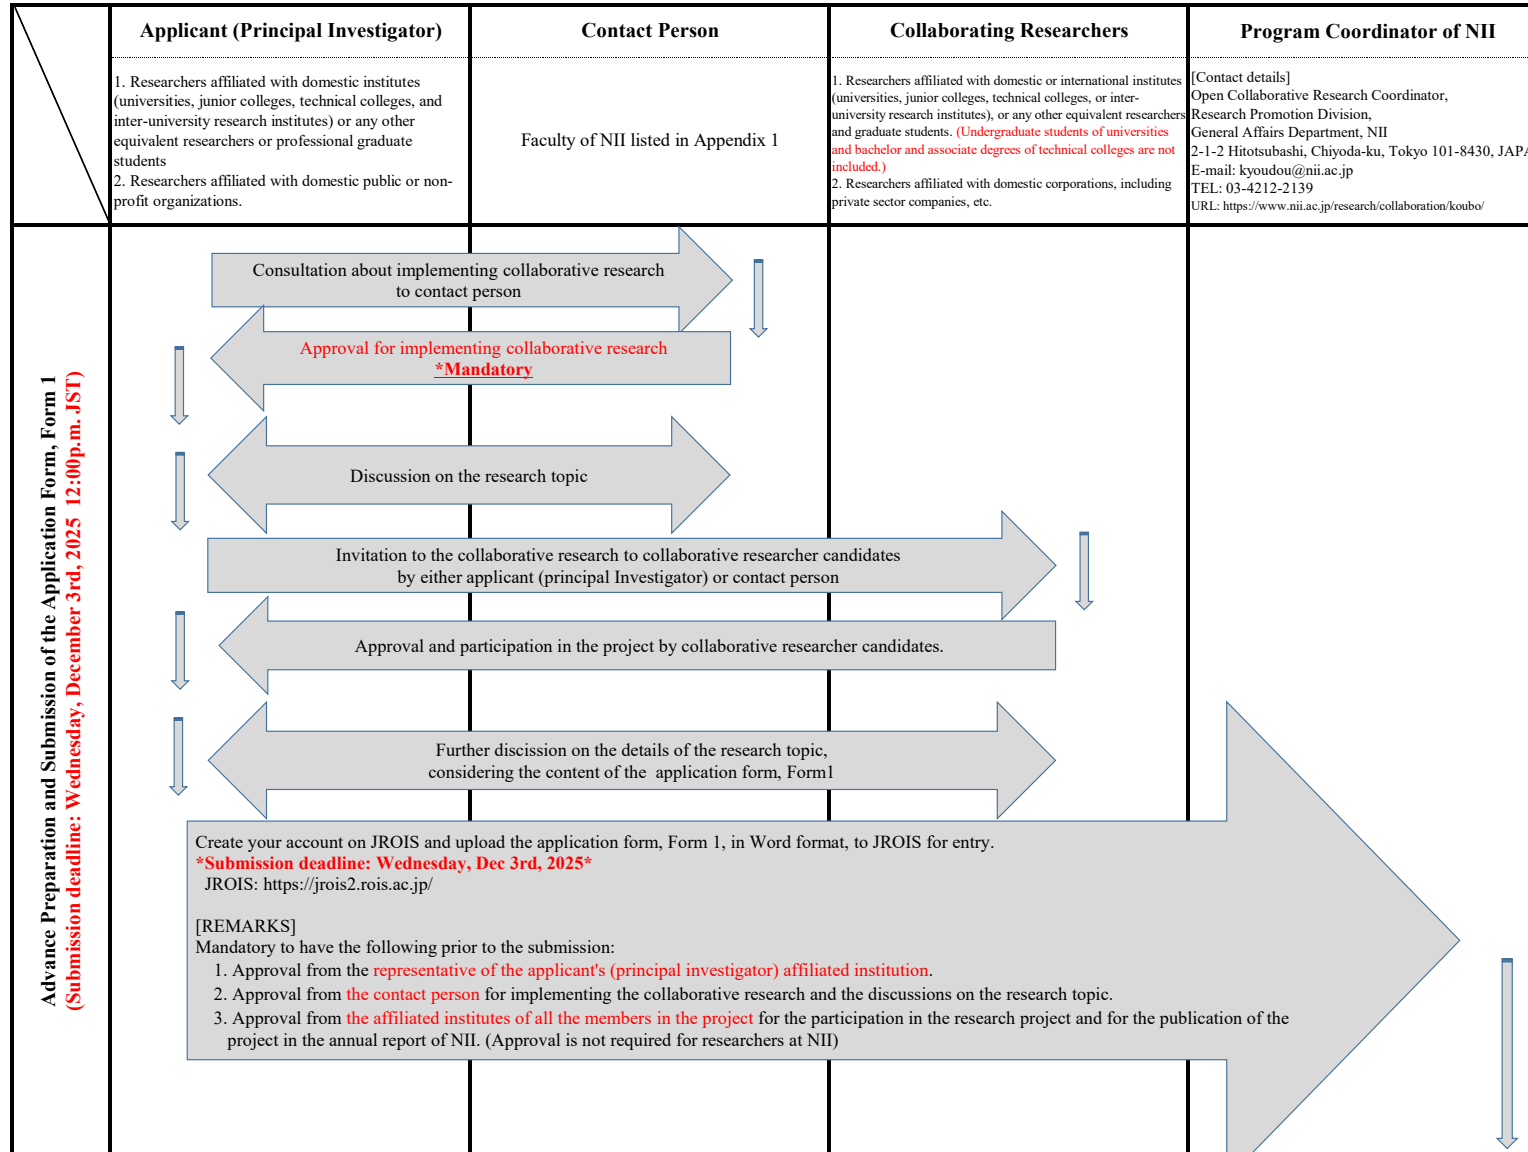 Applicant (Principal Investigator)
Contact Person
Collaborating Researchers
Program Coordinator of NII
1. Researchers affiliated with domestic institutes
(universities, junior colleges, technical colleges, and
inter-university research institutes) or any other
equivalent researchers or professional graduate
students
2. Researchers affiliated with domestic public or non-
profit organizations.
Faculty of NII listed in Appendix 1
1. Researchers affiliated with domestic or international institutes
(universities, junior colleges, technical colleges, or inter-
university research institutes), or any other equivalent researchers
and graduate students. (Undergraduate students of universities
and bachelor and associate degrees of technical colleges are not
included.)
2. Researchers affiliated with domestic corporations, including
private sector companies, etc.
[Contact details]
Open Collaborative Research Coordinator,
Research Promotion Division,
General Affairs Department, NII
2-1-2 Hitotsubashi, Chiyoda-ku, Tokyo 101-8430, JAPA
E-mail: kyoudou@nii.ac.jp
TEL: 03-4212-2139
URL: https://www.nii.ac.jp/research/collaboration/koubo/
Advance Preparation and Submission of the Application Form, Form 1
(Submission deadline: Wednesday, December 3rd, 2025 12:00p.m. JST)
Consultation about implementing collaborative research
to contact person
Approval for implementing collaborative research
*Mandatory
Discussion on the research topic
Invitation to the collaborative research to collaborative researcher candidates
by either applicant (principal Investigator) or contact person
Approval and participation in the project by collaborative researcher candidates.
Further discission on the details of the research topic,
considering the content of the application form, Form1
Create your account on JROIS and upload the application form, Form 1, in Word format, to JROIS for entry.
*Submission deadline: Wednesday, Dec 3rd, 2025*
JROIS: https://jrois2.rois.ac.jp/
[REMARKS]
Mandatory to have the following prior to the submission:
1. Approval from the representative of the applicant's (principal investigator) affiliated institution.
2. Approval from the contact person for implementing the collaborative research and the discussions on the research topic.
3. Approval from the affiliated institutes of all the members in the project for the participation in the research project and for the publication of the
project in the annual report of NII. (Approval is not required for researchers at NII)